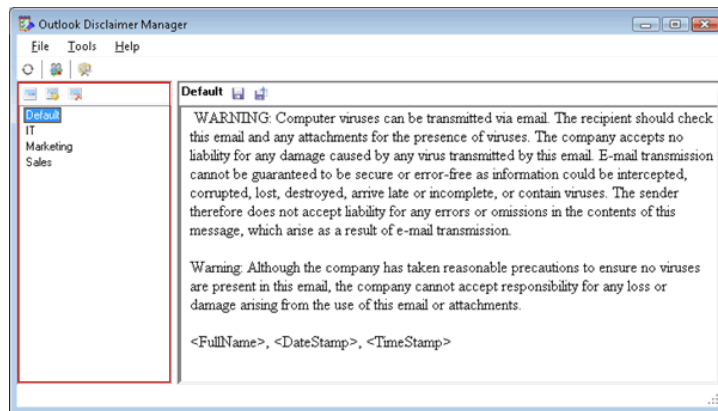 Outlook Disclaimer Manager
File Tools Help
Default
Default
IT
Marketing
Sales
WARNING: Computer viruses can be transmitted via email. The recipient should check
this email and any attachments for the presence of viruses. The company accepts no
liability for any damage caused by any virus transmitted by this email. E-mail transmission
cannot be guaranteed to be secure or error-free as information could be intercepted,
corrupted, lost, destroyed, arrive late or incomplete, or contain viruses. The sender
therefore does not accept liability for any errors or omissions in the contents of this
message, which arise as a result of e-mail transmission.
Warning: Although the company has taken reasonable precautions to ensure no viruses
are present in this email, the company cannot accept responsibility for any loss or
damage arising from the use of this email or attachments.
<FullName>, <DateStamp>, <TimeStamp>